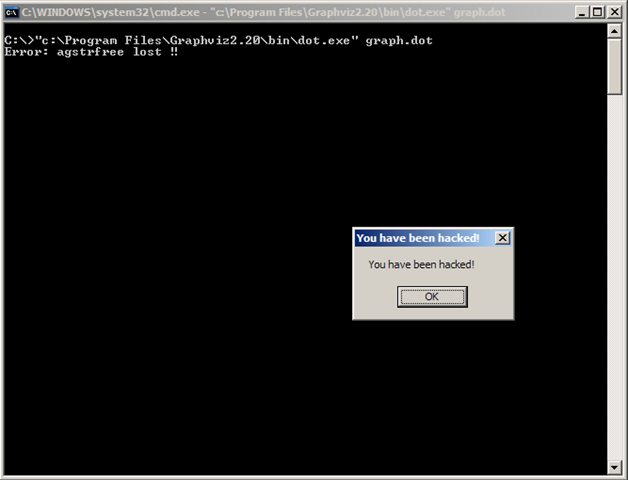 C:\WINDOWS\system32\cmd.exe - "c:\Program Files\Graphviz2.20\bin\dot.exe" graph.dot
C:\>"c:\Program Files\Graphviz2.20\bin\dot.exe" graph.dot
Error: agstrfree lost !!
You have been hacked!
You have been hacked!
OK